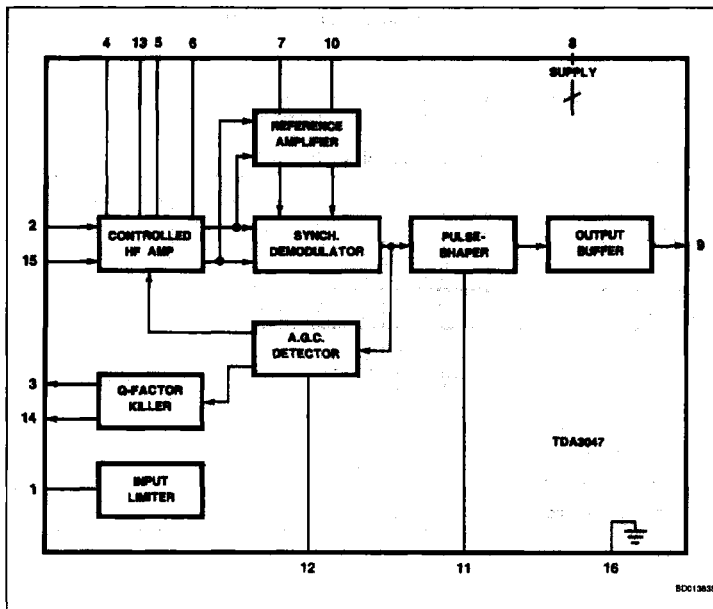 4 13 5 6 7 10 8
SUPPLY
REFERENCE
AMPLIFIER
2
15
CONTROLLED
HF AMP
SYNCH.
DEMODULATOR
PULSE-
SHAPER
OUTPUT
BUFFER
9
A.G.C.
DETECTOR
3
14
Q-FACTOR
KILLER
TDA3047
1
INPUT
LIMITER
12 11 16